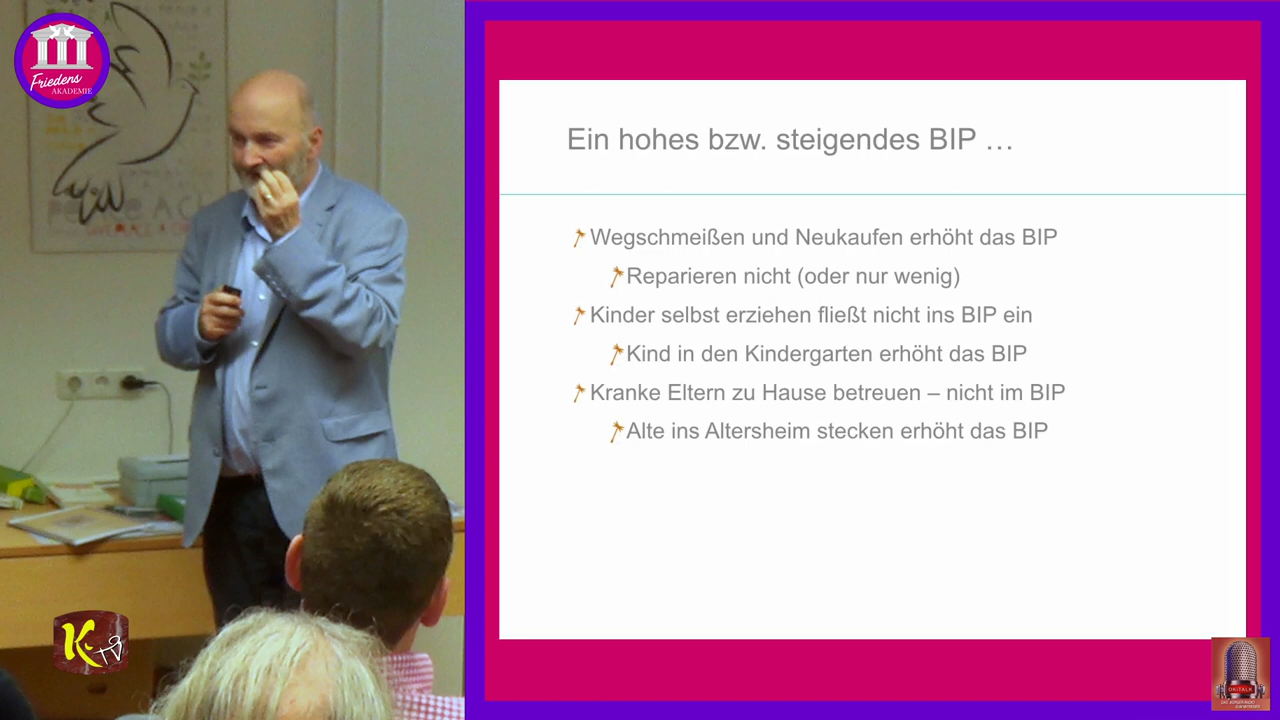 Friedens
AKADEMIE
Ein hohes bzw. steigendes BIP …
Wegschmeißen und Neukaufen erhöht das BIP
Reparieren nicht (oder nur wenig)
Kinder selbst erziehen fließt nicht ins BIP ein
Kind in den Kindergarten erhöht das BIP
Kranke Eltern zu Hause betreuen – nicht im BIP
Alte ins Altersheim stecken erhöht das BIP
K-TV
OKiTALK